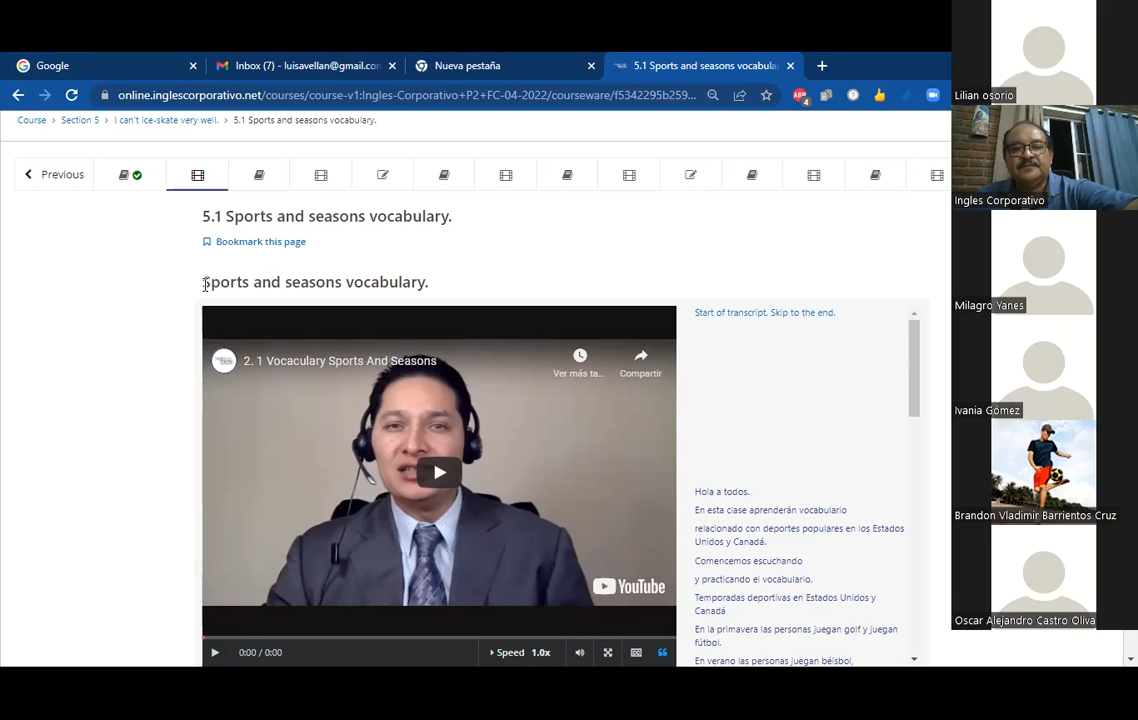 Google
Inbox (7) - luisavellan@gmail.con
Nueva pestaña
5.1 Sports and seasons vocabula
online.inglescorporativo.net/courses/course-v1:Ingles-Corporativo+P2+FC-04-2022/courseware/f5342295b259...
4
Course > Section 5 > I can't ice-skate very well. > 5.1 Sports and seasons vocabulary.
Previous
5.1 Sports and seasons vocabulary.
Bookmark this page
Sports and seasons vocabulary.
2. 1 Vocaculary Sports And Seasons
Ver más ta...
Compartir
YouTube
0:00 / 0:00
Speed 1.0x
Start of transcript. Skip to the end.
Hola a todos.
En esta clase aprenderán vocabulario
relacionado con deportes populares en los Estados
Unidos y Canadá.
Comencemos escuchando
y practicando el vocabulario.
Temporadas deportivas en Estados Unidos y
Canadá
En la primavera las personas juegan golf y juegan
fútbol.
En verano las personas juegan béisbol,
Lilian osorio
Ingles Corporativo
Milagro Yanes
Ivania Gómez
Brandon Vladimir Barrientos Cruz
Oscar Alejandro Castro Oliva